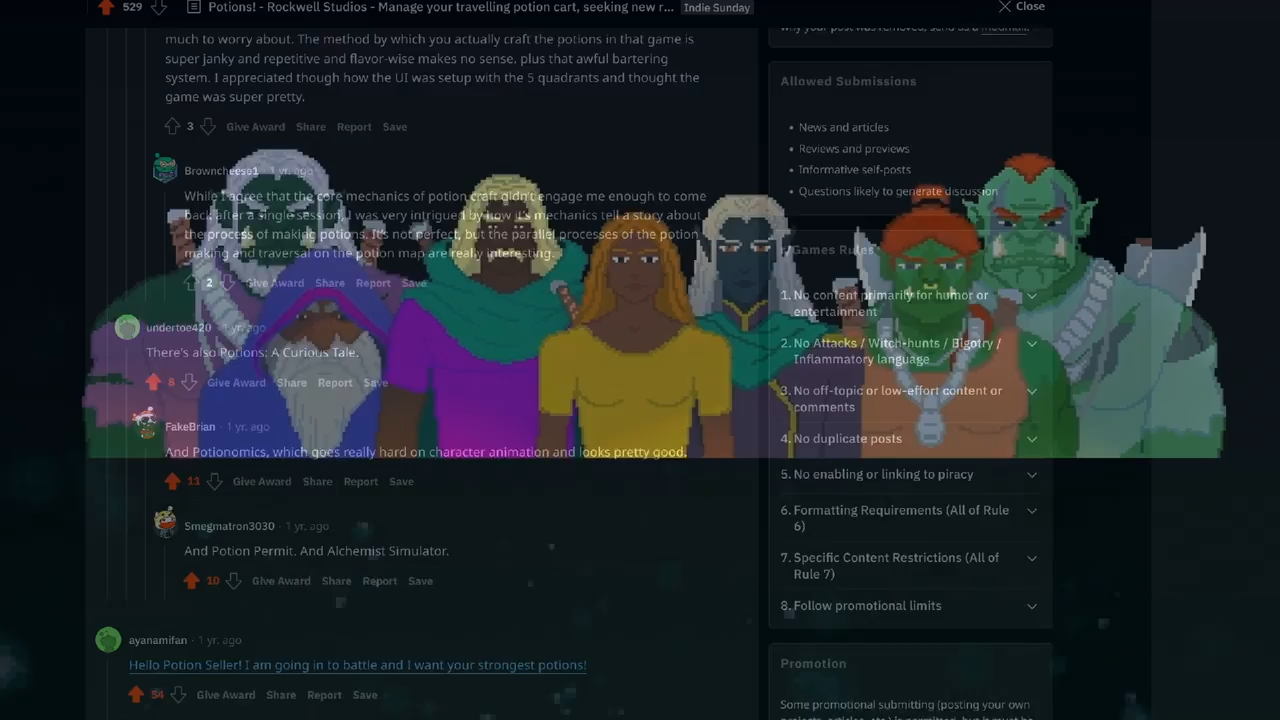 529
Potions! - Rockwell Studios - Manage your travelling potion cart, seeking new r...
Indie Sunday
Close
much to worry about. The method by which you actually craft the potions in that game is
super janky and repetitive and flavor-wise makes no sense, plus that awful bartering
system. I appreciated though how the UI was setup with the 5 quadrants and thought the
game was super pretty.
3 Give Award Share Report Save
Browncheese1 · 1 yr. ago
While I agree that the core mechanics of potion craft didn't engage me enough to come
back after a single session, I was very intrigued by how it's mechanics tell a story about
the process of making potions. It's not perfect, but the parallel processes of the potion
making and traversal on the potion map are really interesting.
2 Give Award Share Report Save
undertoe420 · 1 yr. ago
There's also Potions: A Curious Tale.
8 Give Award Share Report Save
FakeBrian · 1 yr. ago
And Potionomics, which goes really hard on character animation and looks pretty good.
11 Give Award Share Report Save
Smegmatron3030 · 1 yr. ago
And Potion Permit. And Alchemist Simulator.
10 Give Award Share Report Save
ayanamifan · 1 yr. ago
Hello Potion Seller! I am going in to battle and I want your strongest potions!
54 Give Award Share Report Save
why your post was removed, send us a modmail.
Allowed Submissions
• News and articles
• Reviews and previews
• Informative self-posts
• Questions likely to generate discussion
Games Rules
1. No content primarily for humor or
entertainment
2. No Attacks / Witch-hunts / Bigotry /
Inflammatory language
3. No off-topic or low-effort content or
comments
4. No duplicate posts
5. No enabling or linking to piracy
6. Formatting Requirements (All of Rule
6)
7. Specific Content Restrictions (All of
Rule 7)
8. Follow promotional limits
Promotion
Some promotional submitting (posting your own